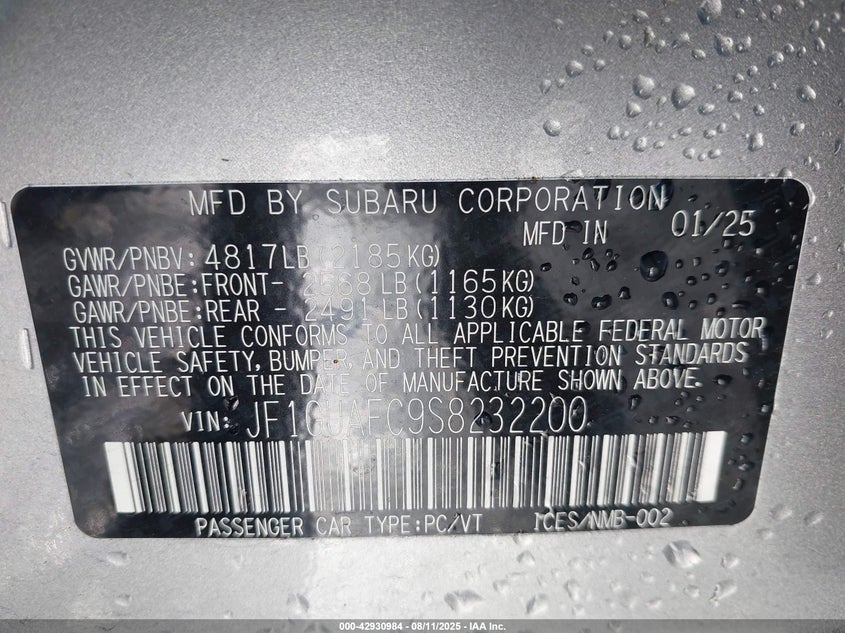 MFD BY SUBARU CORPORATION
MFD IN 01/25
GVWR/PNBV: 4817LB(2185KG)
GAWR/PNBE:FRONT- 2568LB(1165KG)
GAWR/PNBE:REAR - 2491LB(1130KG)
THIS VEHICLE CONFORMS TO ALL APPLICABLE FEDERAL MOTOR
VEHICLE SAFETY, BUMPER, AND THEFT PREVENTION STANDARDS
IN EFFECT ON THE DATE OF MANUFACTURE SHOWN ABOVE.
VIN: JF1GUAFC9S8232200
PASSENGER CAR TYPE:PC/VT ICES/NMB-002
000-42930984 - 08/11/2025 - IAA Inc.